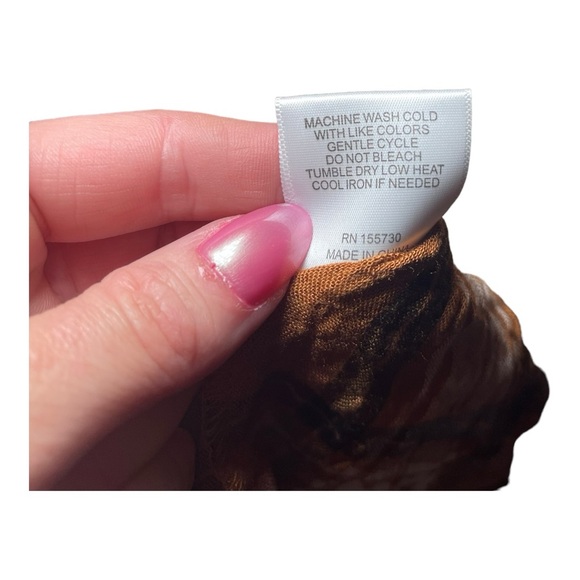 MACHINE WASH COLD
WITH LIKE COLORS
GENTLE CYCLE
DO NOT BLEACH
TUMBLE DRY LOW HEAT
COOL IRON IF NEEDED
RN 155730
MADE IN CHINA